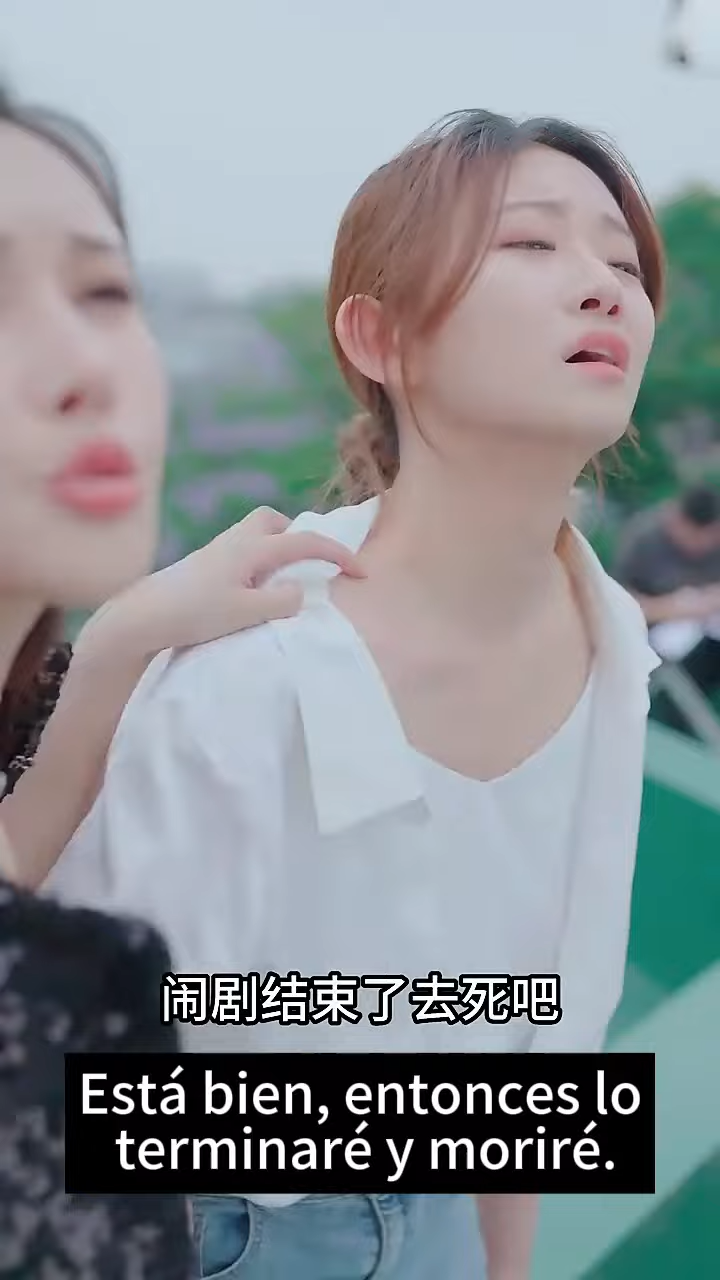 闹剧结束了去死吧
Está bien, entonces lo
terminaré y moriré.